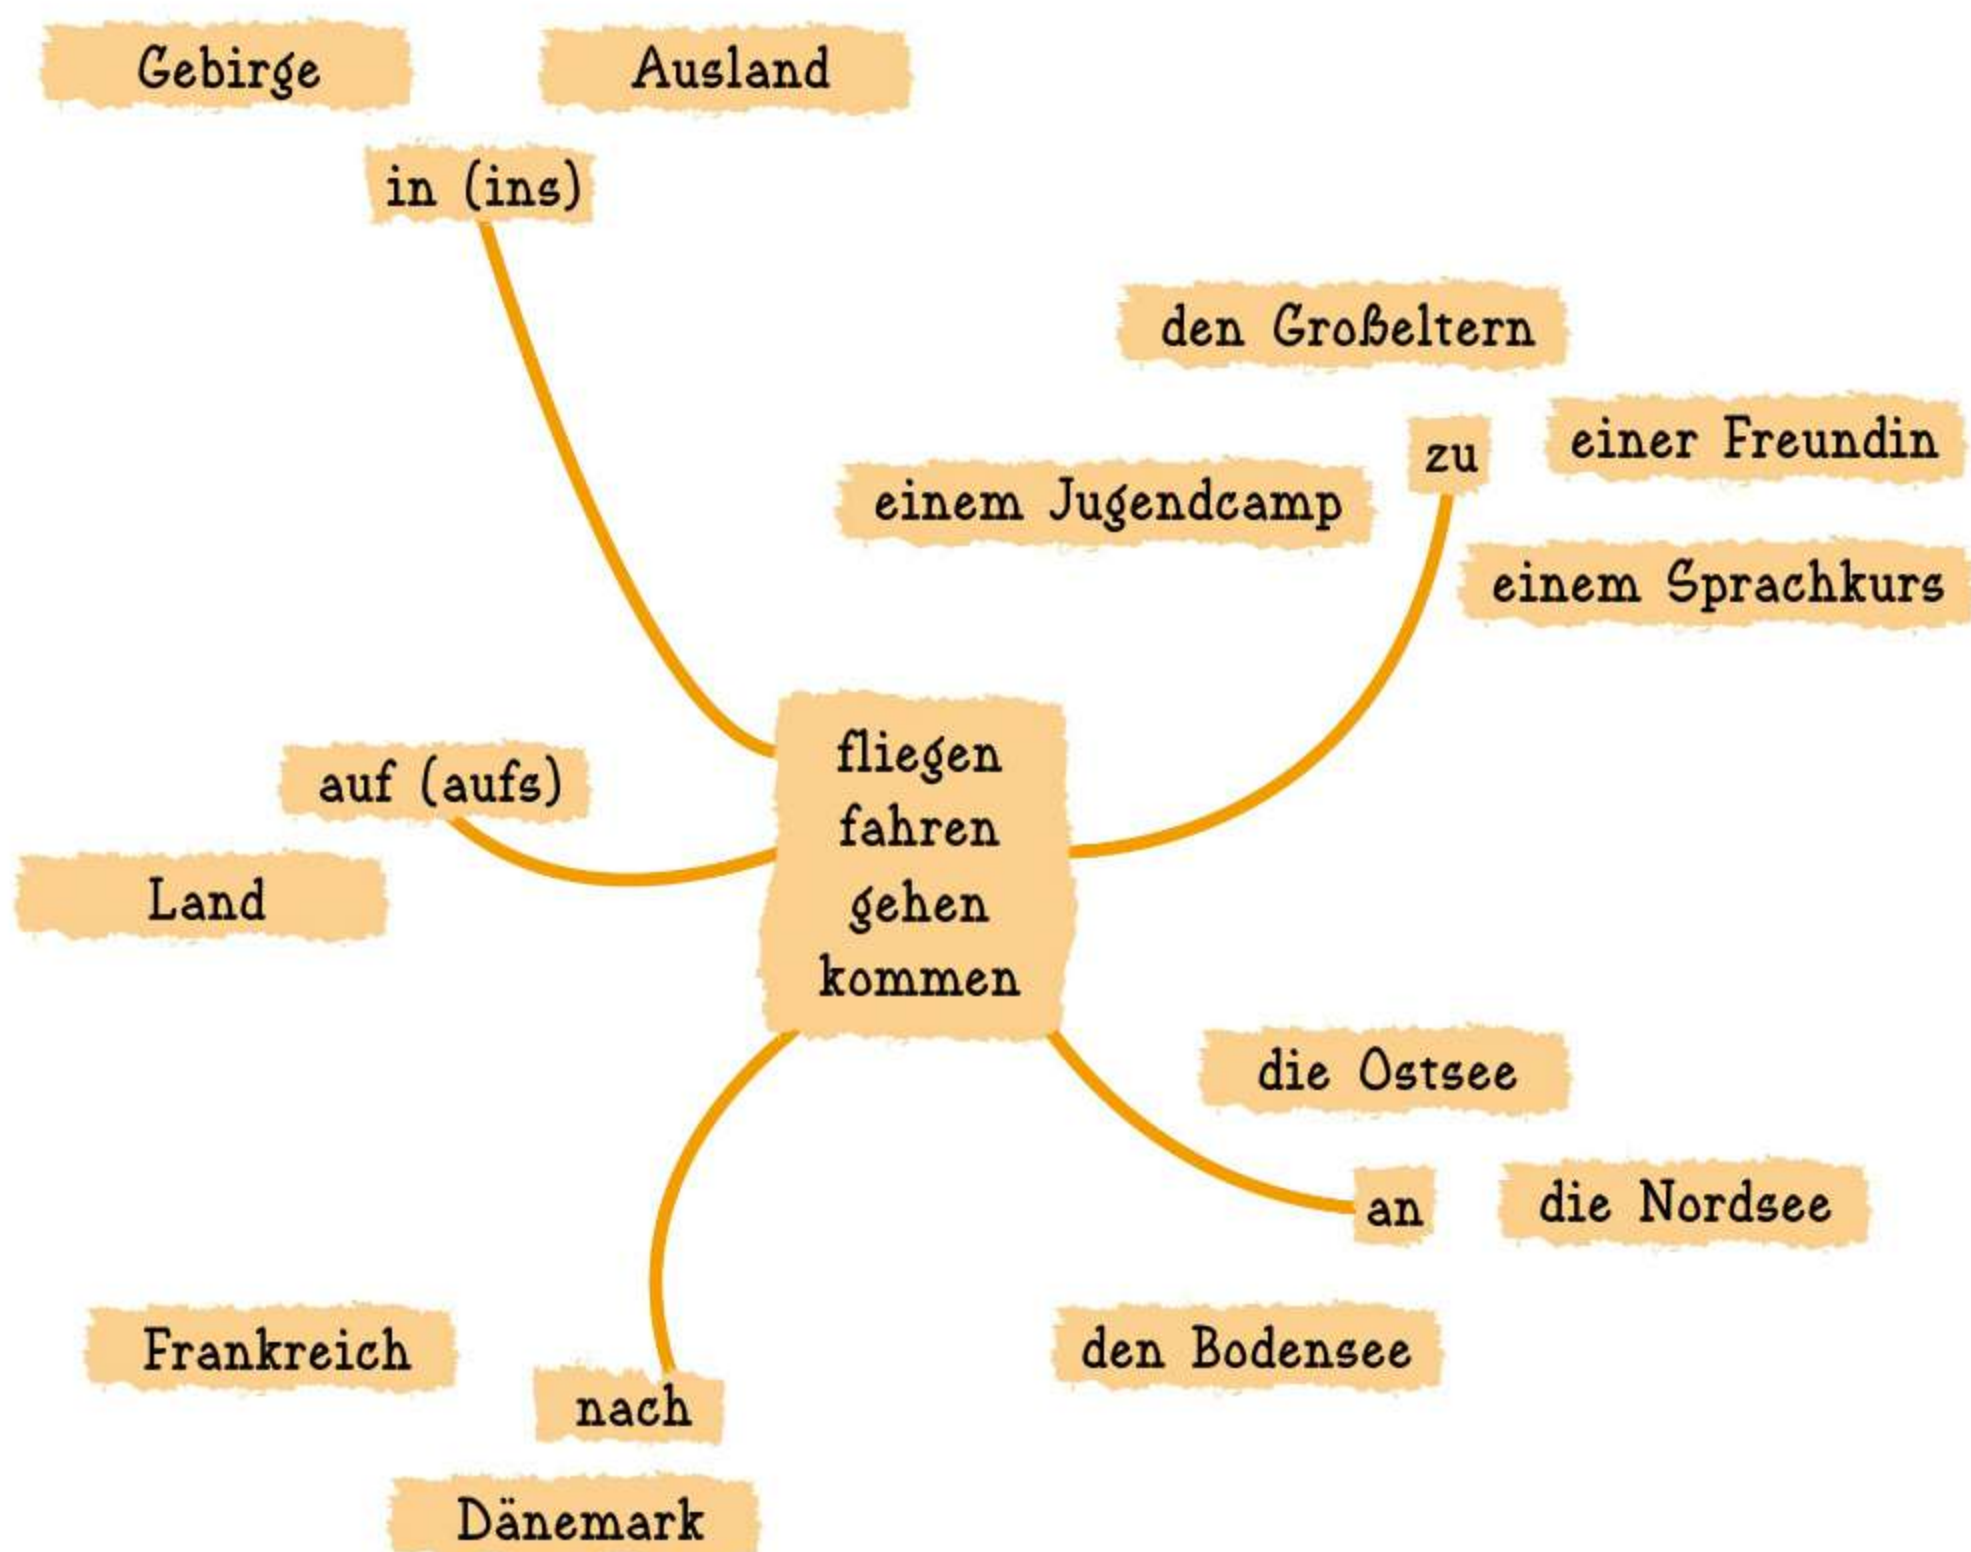 Gebirge
Ausland
in (ins)
den Großeltern
zu
einer Freundin
einem Jugendcamp
einem Sprachkurs
auf (aufs)
Land
fliegen
fahren
gehen
kommen
die Ostsee
an
die Nordsee
den Bodensee
Frankreich
nach
Dänemark